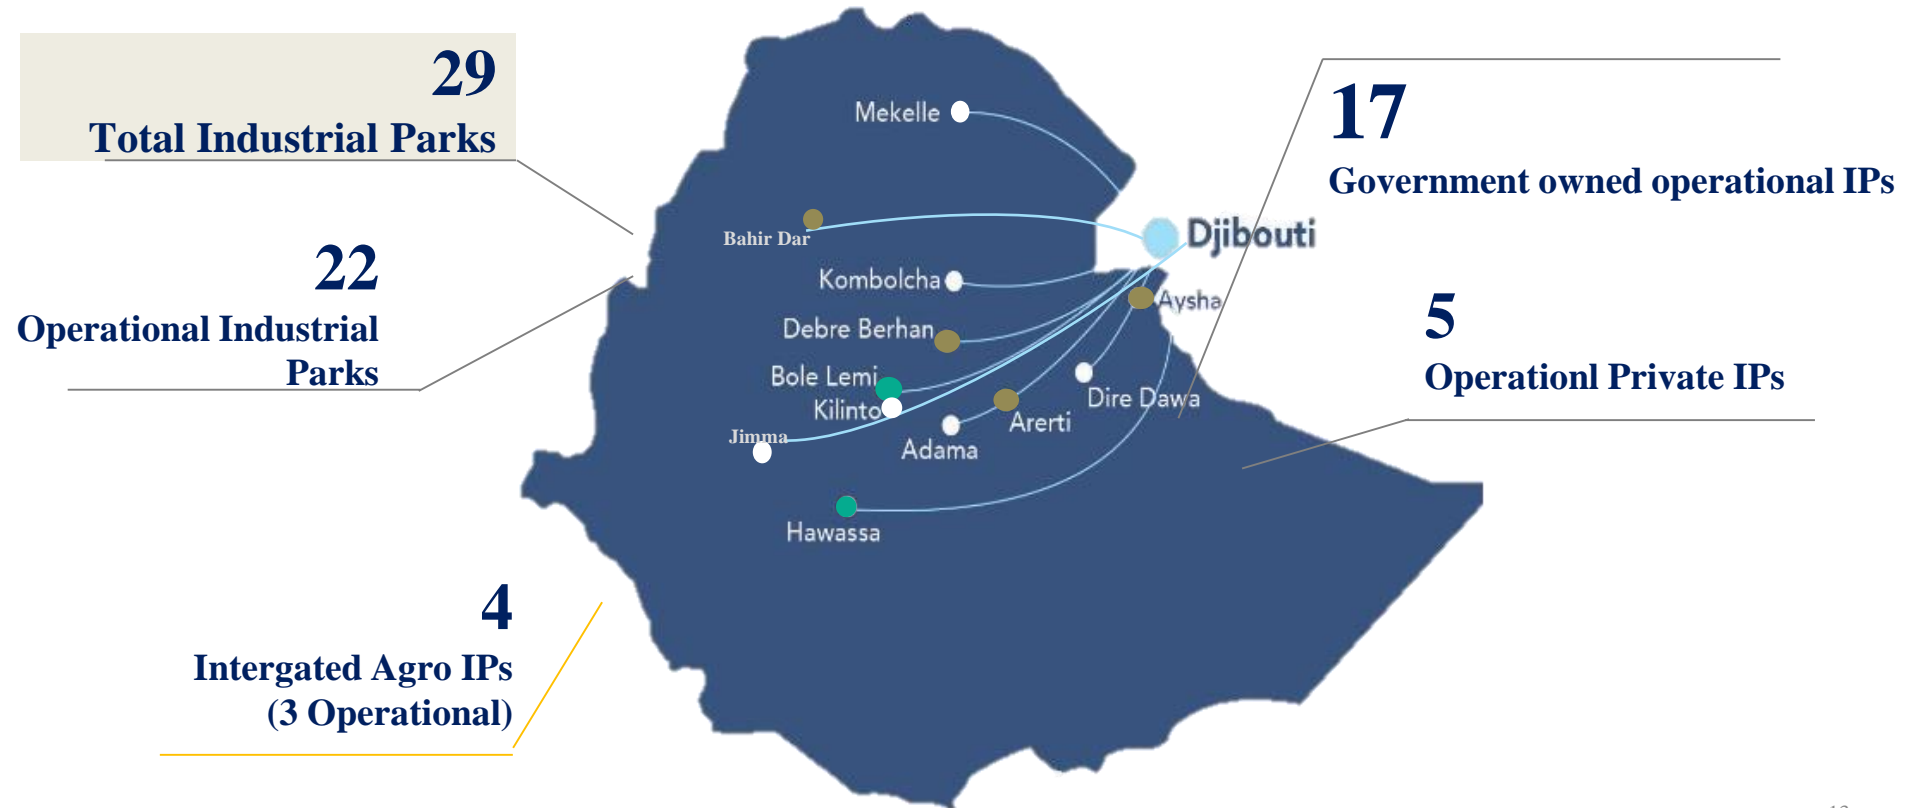 29
Total Industrial Parks
22
Operational Industrial
Parks
4
Intergated Agro IPs
(3 Operational)
Mekelle
Bahir Dar
Djibouti
Kombolcha
Aysha
Debre Berhan
Bole Lemi
Kilinto
Dire Dawa
Arerti
Jimma
Adama
Hawassa
17
Government owned operational IPs
5
Operationl Private IPs